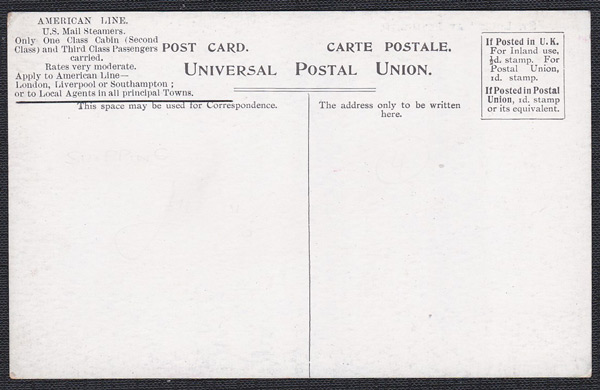 AMERICAN LINE.
U.S. Mail Steamers.
Only One Class Cabin (Second
Class) and Third Class Passengers
carried.
Rates very moderate.
Apply to American Line—
London, Liverpool or Southampton ;
or to Local Agents in all principal Towns.
POST CARD. CARTE POSTALE.
UNIVERSAL POSTAL UNION.
This space may be used for Correspondence.
The address only to be written
here.
If Posted in U.K.
For Inland use,
½d. stamp. For
Postal Union,
1d. stamp.
If Posted in Postal
Union, 1d. stamp
or its equivalent.